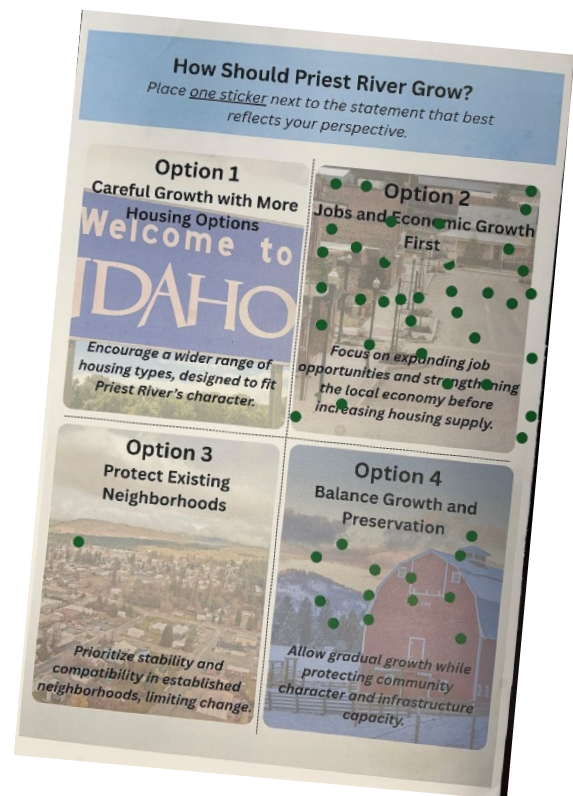 How Should Priest River Grow?
Place one sticker next to the statement that best
reflects your perspective.
Option 1
Careful Growth with More
Housing Options
Welcome to
IDAHO
Encourage a wider range of
housing types, designed to fit
Priest River's character.
Option 2
Jobs and Economic Growth
First
Focus on expanding job
opportunities and strengthening
the local economy before
increasing housing supply.
Option 3
Protect Existing
Neighborhoods
Prioritize stability and
compatibility in established
neighborhoods, limiting change.
Option 4
Balance Growth and
Preservation
Allow gradual growth while
protecting community
character and infrastructure
capacity.